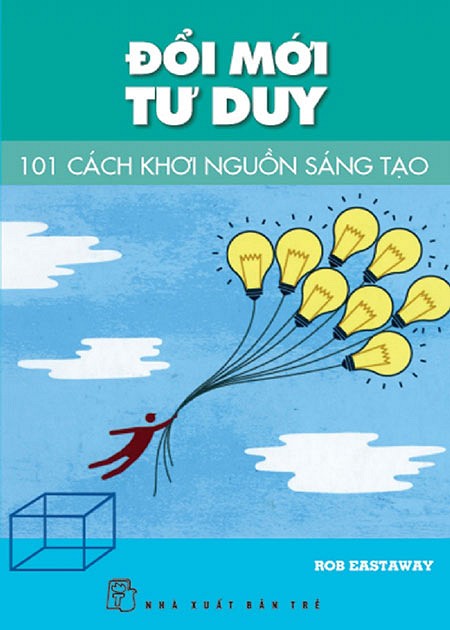 ĐỔI MỚI
TƯ DUY
101 CÁCH KHƠI NGUỒN SÁNG TẠO
ROB EASTAWAY
T
NHÀ XUẤT BẢN TRẺ